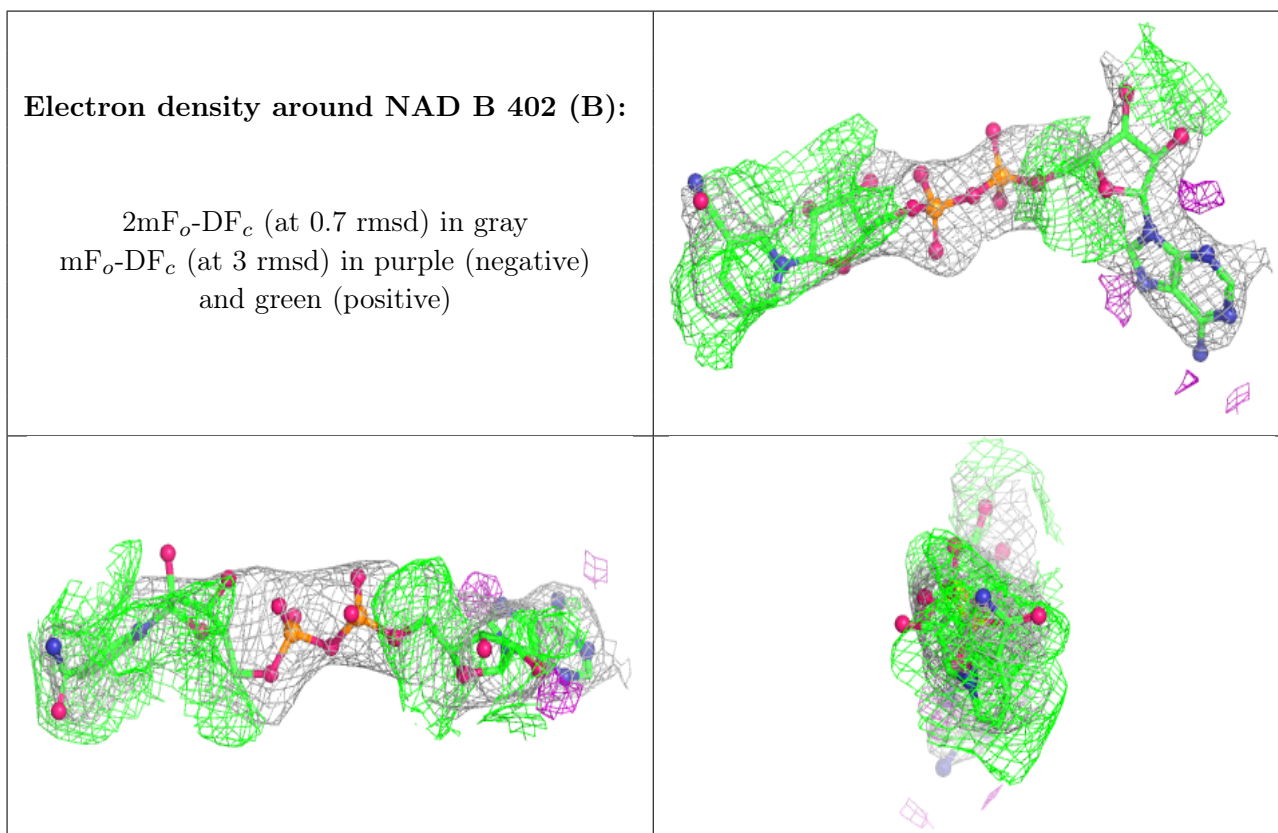 Electron density around NAD B 402 (B):
2mFo-DFc (at 0.7 rmsd) in gray
mFo-DFc (at 3 rmsd) in purple (negative)
and green (positive)